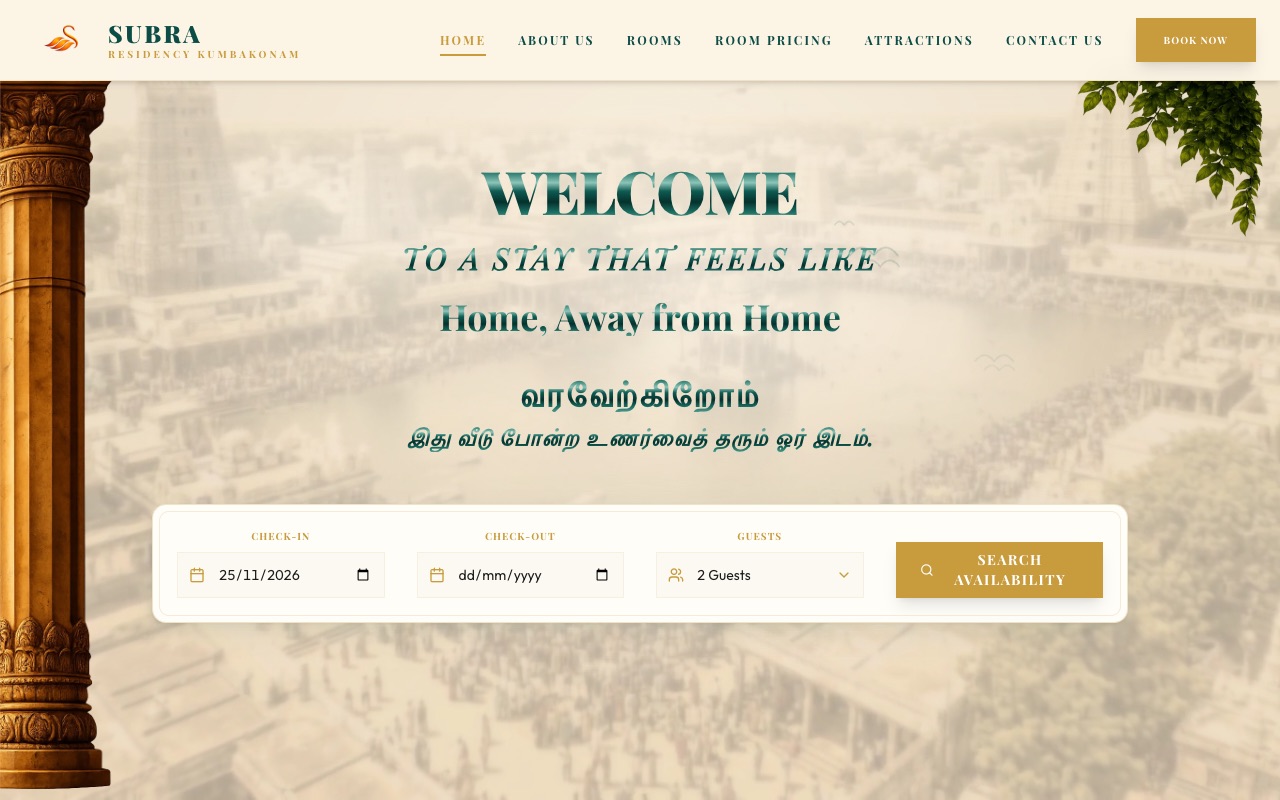 SUBRA
RESIDENCY KUMBAKONAM
HOME
ABOUT US
ROOMS
ROOM PRICING
ATTRACTIONS
CONTACT US
BOOK NOW
WELCOME
TO A STAY THAT FEELS LIKE
Home, Away from Home
வரவேற்கிறோம்
இது வீடு போன்ற உணர்வைத் தரும் ஓர் இடம்.
CHECK-IN
CHECK-OUT
GUESTS
25/11/2026
dd/mm/yyyy
2 Guests
SEARCH
AVAILABILITY